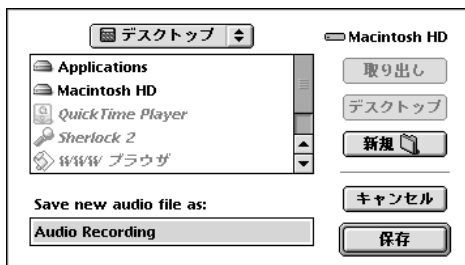 デスクトップ
Applications
Macintosh HD
QuickTime Player
Sherlock 2
WWW ブラウザ
Save new audio file as:
Audio Recording
Macintosh HD
取り出し
デスクトップ
新規
キャンセル
保存